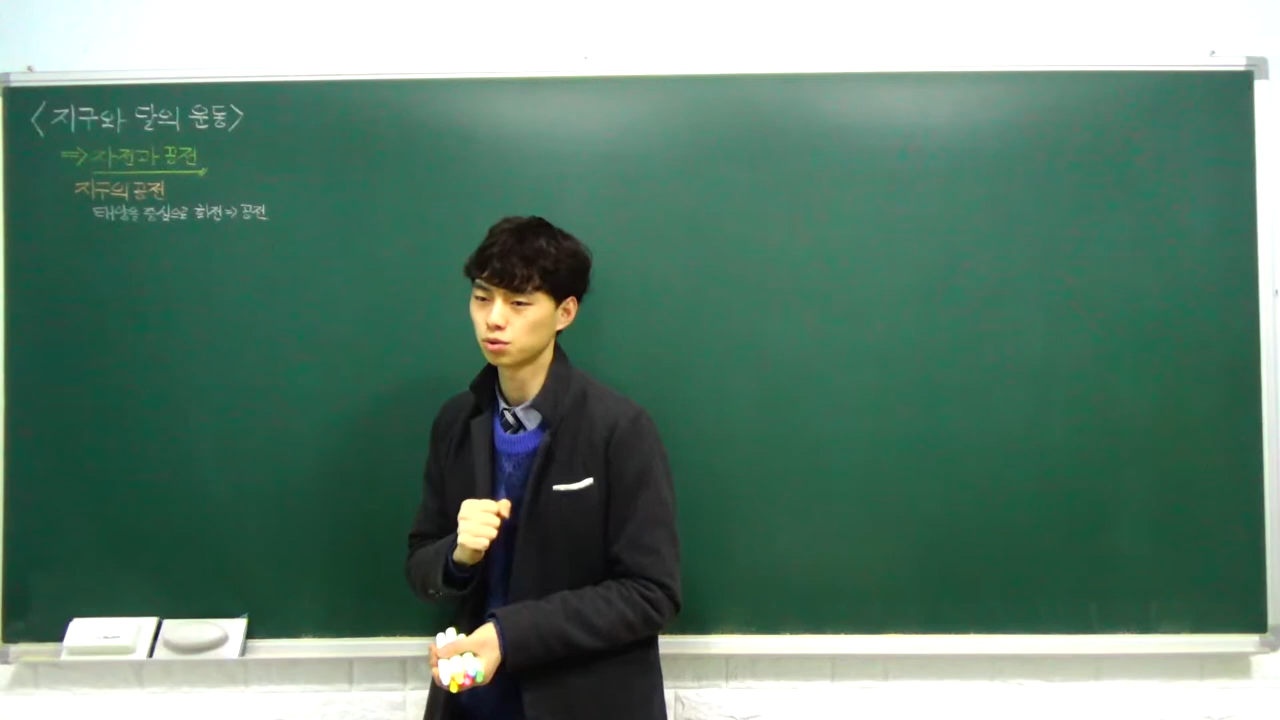 <지구와 달의 운동>
⇒ 자전과 공전
지구의 공전
태양을 중심으로 회전 ⇒ 공전